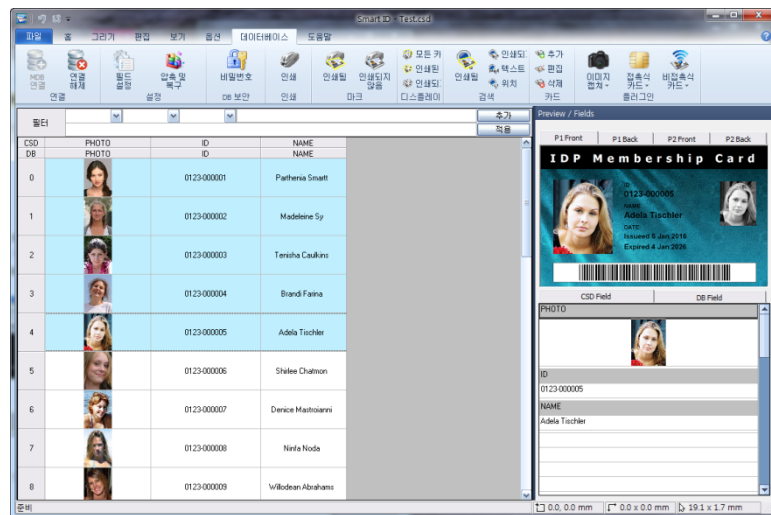 Smart ID - Test.csd
파일 홈 그리기 편집 보기 옵션 데이터베이스 도움말
MDB 연결
연결 해제
필드 설정
압축 및 복구
비밀번호
인쇄
인쇄됨
인쇄되지 않음
모든 카
인쇄된
인쇄되
인쇄됨
인쇄되
텍스트
위치
추가
편집
삭제
이미지 캡쳐
접촉식 카드
비접촉식 카드
연결 설정 DB 보안 인쇄 마크 디스플레이 검색 카드 플러그인
필터 추가
적용
CSD PHOTO ID NAME
DB PHOTO ID NAME
0 0123-000001 Parthenia Smartt
1 0123-000002 Madeleine Sy
2 0123-000003 Tenisha Caulkins
3 0123-000004 Brandi Farina
4 0123-000005 Adela Tischler
5 0123-000006 Shirlee Chatmon
6 0123-000007 Denice Mastroianni
7 0123-000008 Ninfa Noda
8 0123-000009 Willodean Abrahams
Preview / Fields
P1 Front P1 Back P2 Front P2 Back
IDP Membership Card
ID
0123-000005
NAME
Adela Tischler
DATE
Issueed 5 Jan 2016
Expired 4 Jan 2026
CSD Field DB Field
PHOTO
ID
0123-000005
NAME
Adela Tischler
준비 0.0, 0.0 mm 0.0 x 0.0 mm 19.1 x 1.7 mm